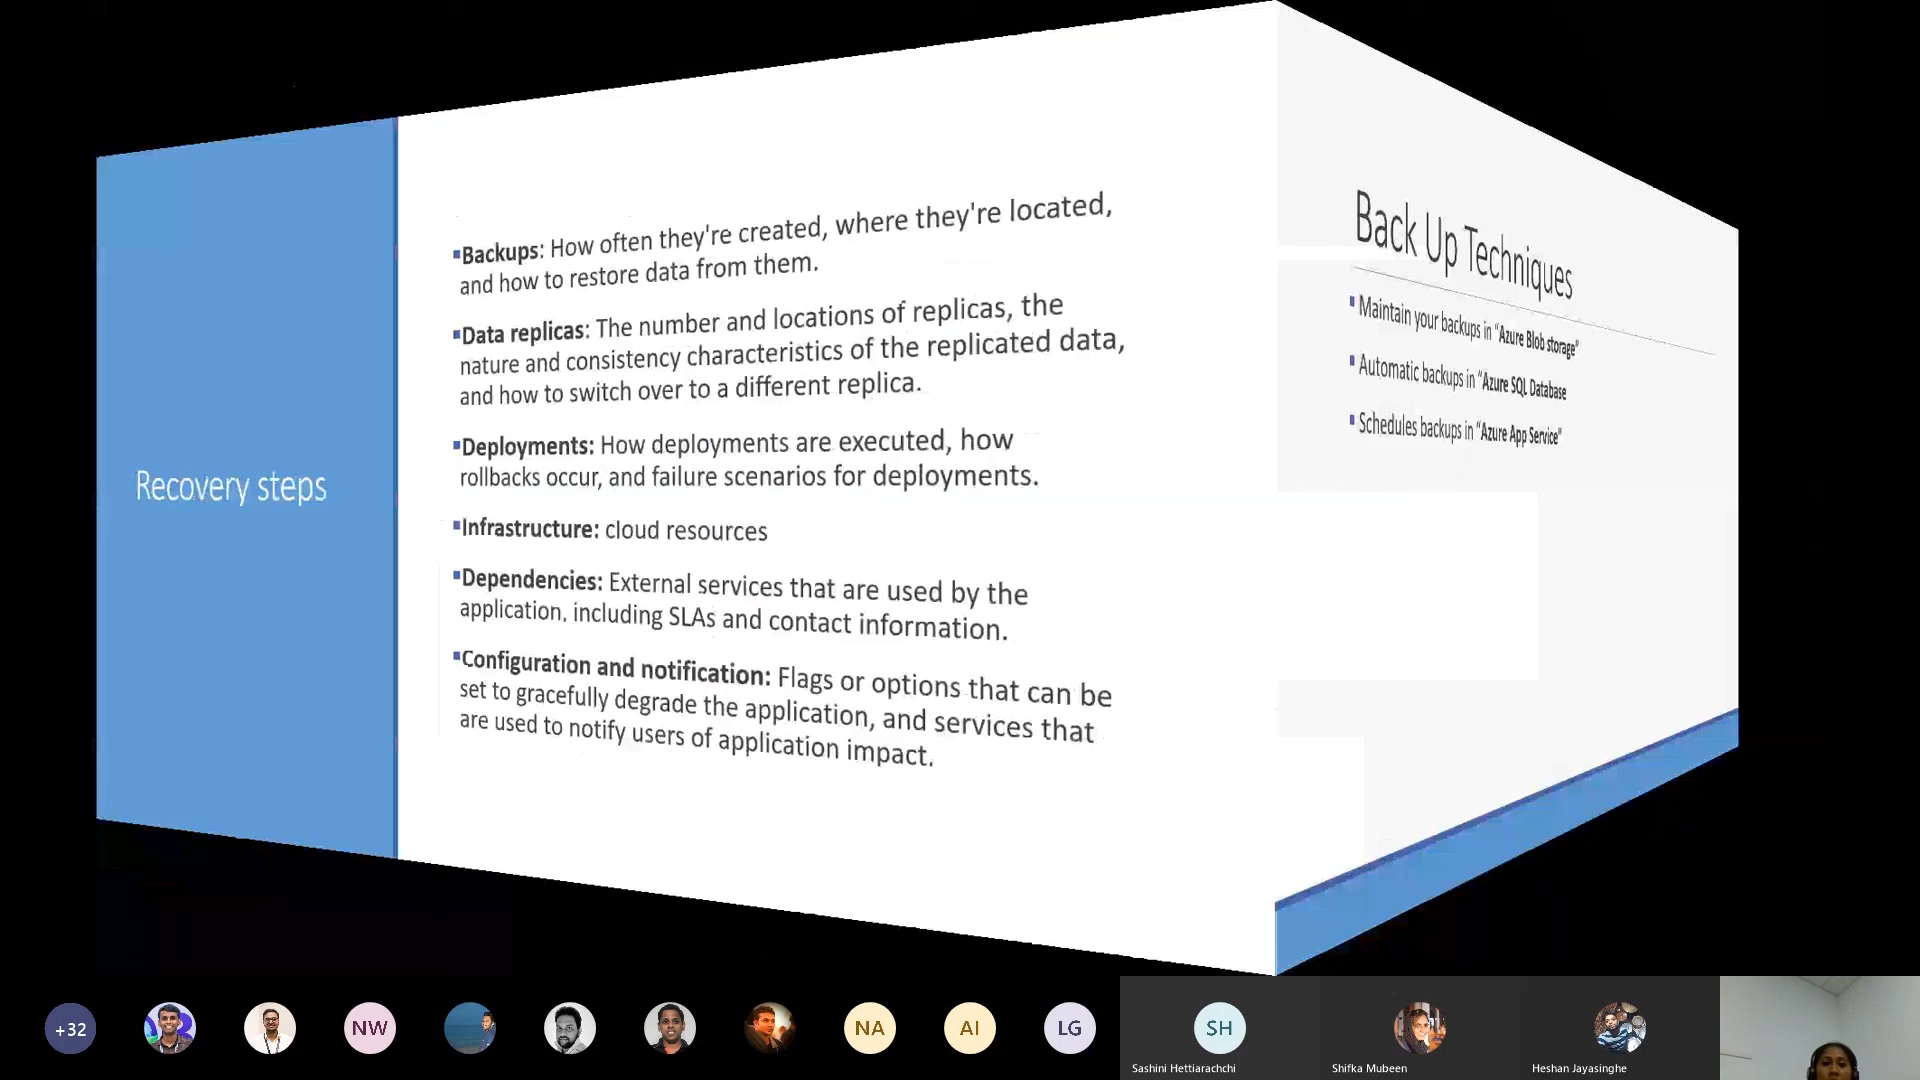 Recovery steps
▪Backups: How often they're created, where they're located,
and how to restore data from them.
▪Data replicas: The number and locations of replicas, the
nature and consistency characteristics of the replicated data,
and how to switch over to a different replica.
▪Deployments: How deployments are executed, how
rollbacks occur, and failure scenarios for deployments.
▪Infrastructure: cloud resources
▪Dependencies: External services that are used by the
application, including SLAs and contact information.
▪Configuration and notification: Flags or options that can be
set to gracefully degrade the application, and services that
are used to notify users of application impact.
Back Up Techniques
▪Maintain your backups in “Azure Blob storage”
▪Automatic backups in “Azure SQL Database
▪Schedules backups in “Azure App Service”
+32
NW
NA
AI
LG
SH
Sashini Hettiarachchi
Shifka Mubeen
Heshan Jayasinghe